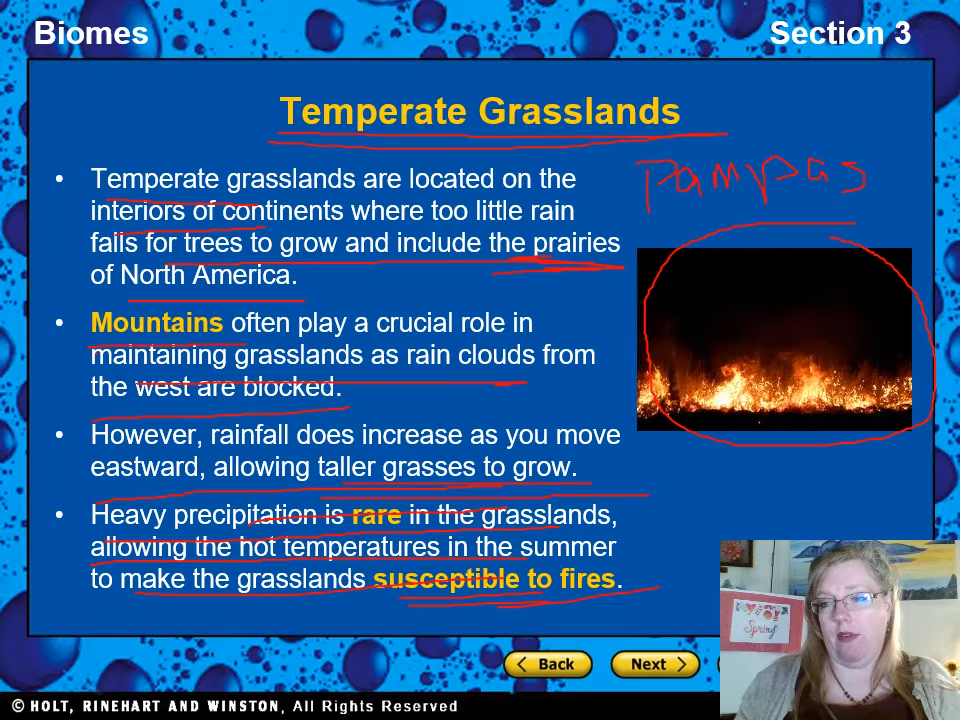 Biomes
Section 3
Temperate Grasslands
Pampas
• Temperate grasslands are located on the
interiors of continents where too little rain
falls for trees to grow and include the prairies
of North America.
• Mountains often play a crucial role in
maintaining grasslands as rain clouds from
the west are blocked.
• However, rainfall does increase as you move
eastward, allowing taller grasses to grow.
• Heavy precipitation is rare in the grasslands,
allowing the hot temperatures in the summer
to make the grasslands susceptible to fires.
Spring
< Back
Next >
© HOLT, RINEHART AND WINSTON, All Rights Reserved